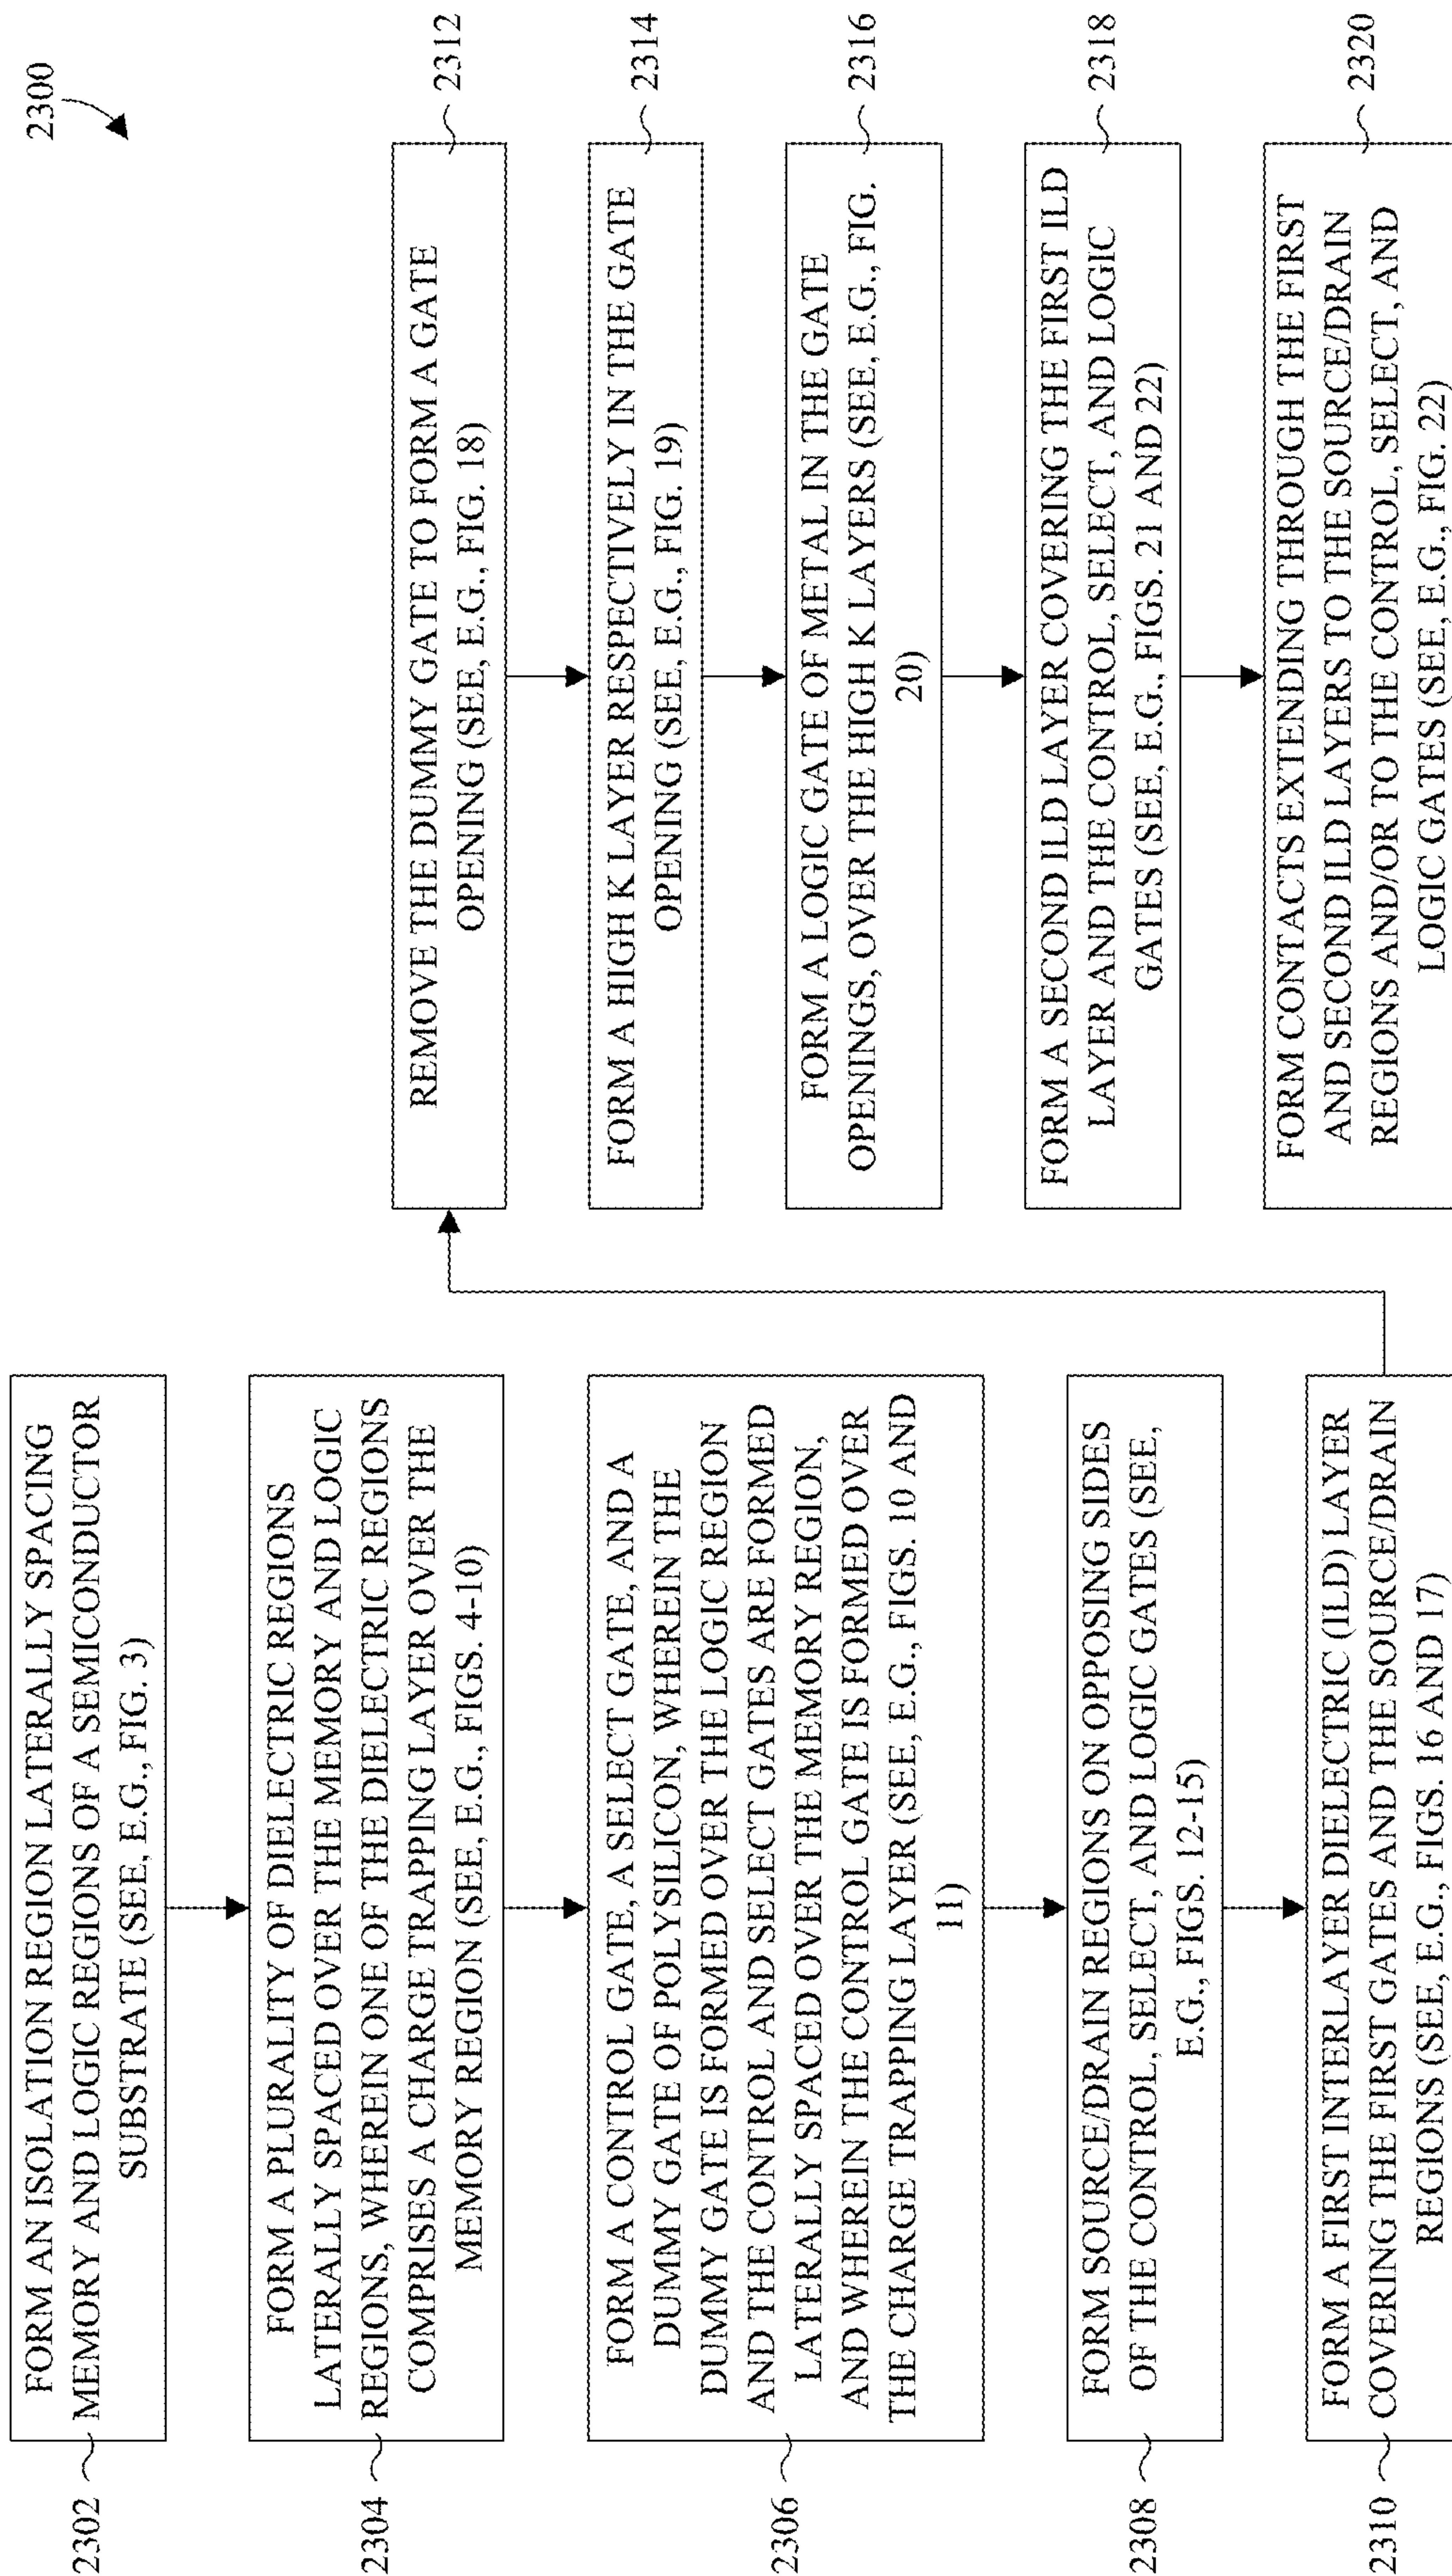 2300
2302
FORM AN ISOLATION REGION LATERALLY SPACING
MEMORY AND LOGIC REGIONS OF A SEMICONDUCTOR
SUBSTRATE (SEE, E.G., FIG. 3)
2304
FORM A PLURALITY OF DIELECTRIC REGIONS
LATERALLY SPACED OVER THE MEMORY AND LOGIC
REGIONS, WHEREIN ONE OF THE DIELECTRIC REGIONS
COMPRISES A CHARGE TRAPPING LAYER OVER THE
MEMORY REGION (SEE, E.G., FIGS. 4-10)
2306
FORM A CONTROL GATE, A SELECT GATE, AND A
DUMMY GATE OF POLYSILICON, WHEREIN THE
DUMMY GATE IS FORMED OVER THE LOGIC REGION
AND THE CONTROL AND SELECT GATES ARE FORMED
LATERALLY SPACED OVER THE MEMORY REGION,
AND WHEREIN THE CONTROL GATE IS FORMED OVER
THE CHARGE TRAPPING LAYER (SEE, E.G., FIGS. 10 AND
11)
2308
FORM SOURCE/DRAIN REGIONS ON OPPOSING SIDES
OF THE CONTROL, SELECT, AND LOGIC GATES (SEE,
E.G., FIGS. 12-15)
2310
FORM A FIRST INTERLAYER DIELECTRIC (ILD) LAYER
COVERING THE FIRST GATES AND THE SOURCE/DRAIN
REGIONS (SEE, E.G., FIGS. 16 AND 17)
REMOVE THE DUMMY GATE TO FORM A GATE
OPENING (SEE, E.G., FIG. 18)
2312
FORM A HIGH K LAYER RESPECTIVELY IN THE GATE
OPENING (SEE, E.G., FIG. 19)
2314
FORM A LOGIC GATE OF METAL IN THE GATE
OPENINGS, OVER THE HIGH K LAYERS (SEE, E.G., FIG.
20)
2316
FORM A SECOND ILD LAYER COVERING THE FIRST ILD
LAYER AND THE CONTROL, SELECT, AND LOGIC
GATES (SEE, E.G., FIGS. 21 AND 22)
2318
FORM CONTACTS EXTENDING THROUGH THE FIRST
AND SECOND ILD LAYERS TO THE SOURCE/DRAIN
REGIONS AND/OR TO THE CONTROL, SELECT, AND
LOGIC GATES (SEE, E.G., FIG. 22)
2320